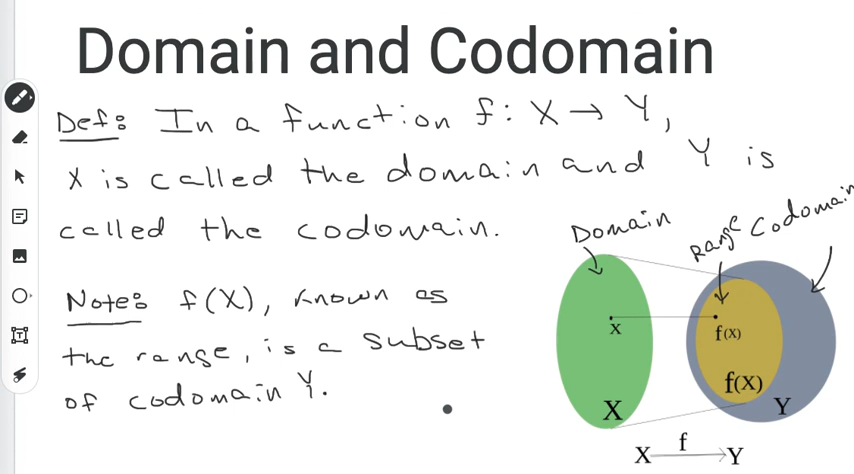 Domain and Codomain
Def: In a function f: X → Y,
X is called the domain and Y is
called the codomain.
Note: f(X), known as
the range, is a subset
of codomain Y.
Domain
Range
Codomain
x
f(x)
f(X)
X
Y
f
X → Y
T